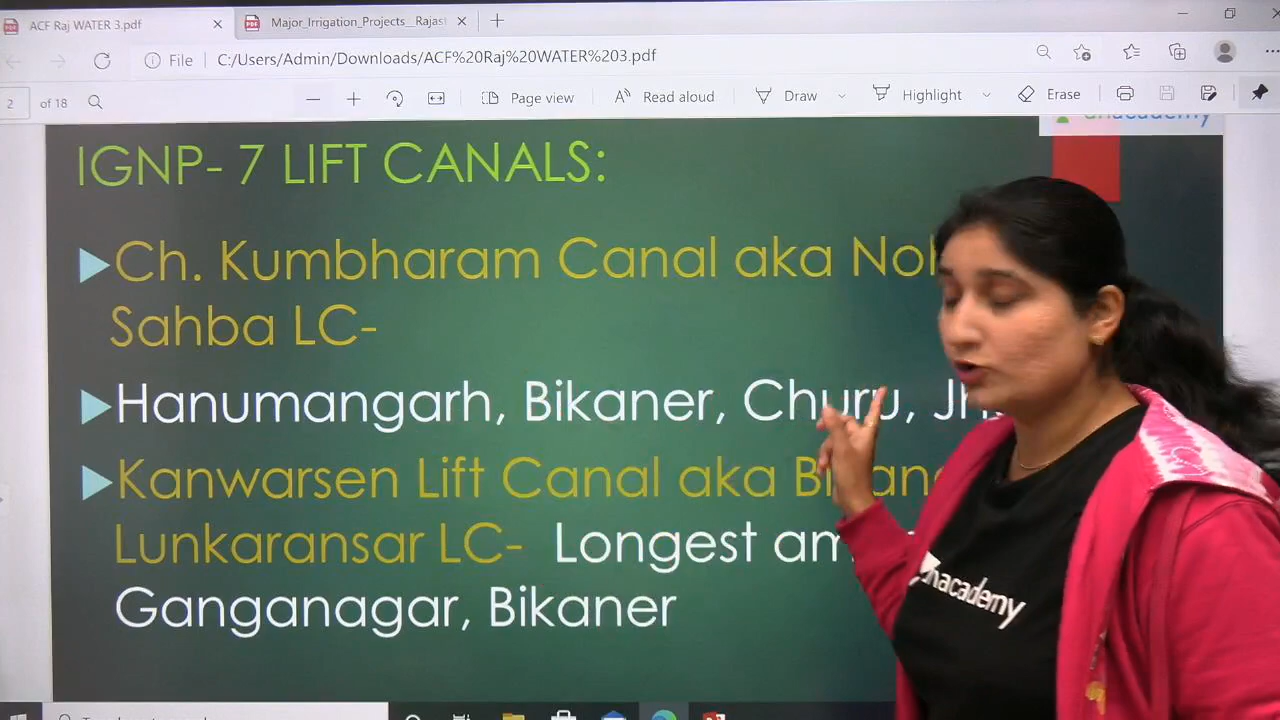 ACF Raj WATER 3.pdf
Major_Irrigation_Projects_
File C:/Users/Admin/Downloads/ACF%20Raj%20WATER%203.pdf
2 of 18 Page view Read aloud Draw Highlight Erase
IGNP- 7 LIFT CANALS:
Ch. Kumbharam Canal aka
Sahba LC-
Hanumangarh, Bikaner, Churu,
Kanwarsen Lift Canal aka
Lunkaransar LC- Longest
Ganganagar, Bikaner